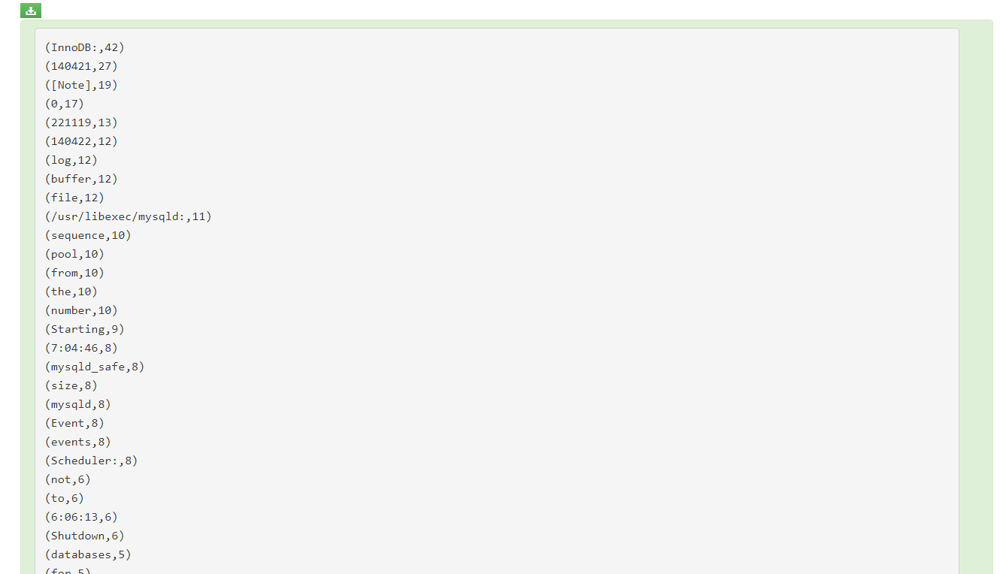 (InnoDB:,42)
(140421,27)
([Note],19)
(0,17)
(221119,13)
(140422,12)
(log,12)
(buffer,12)
(file,12)
(/usr/libexec/mysqld:,11)
(sequence,10)
(pool,10)
(from,10)
(the,10)
(number,10)
(Starting,9)
(7:04:46,8)
(mysqld_safe,8)
(size,8)
(mysqld,8)
(Event,8)
(events,8)
(Scheduler:,8)
(not,6)
(to,6)
(6:06:13,6)
(Shutdown,6)
(databases,5)
(for,5)